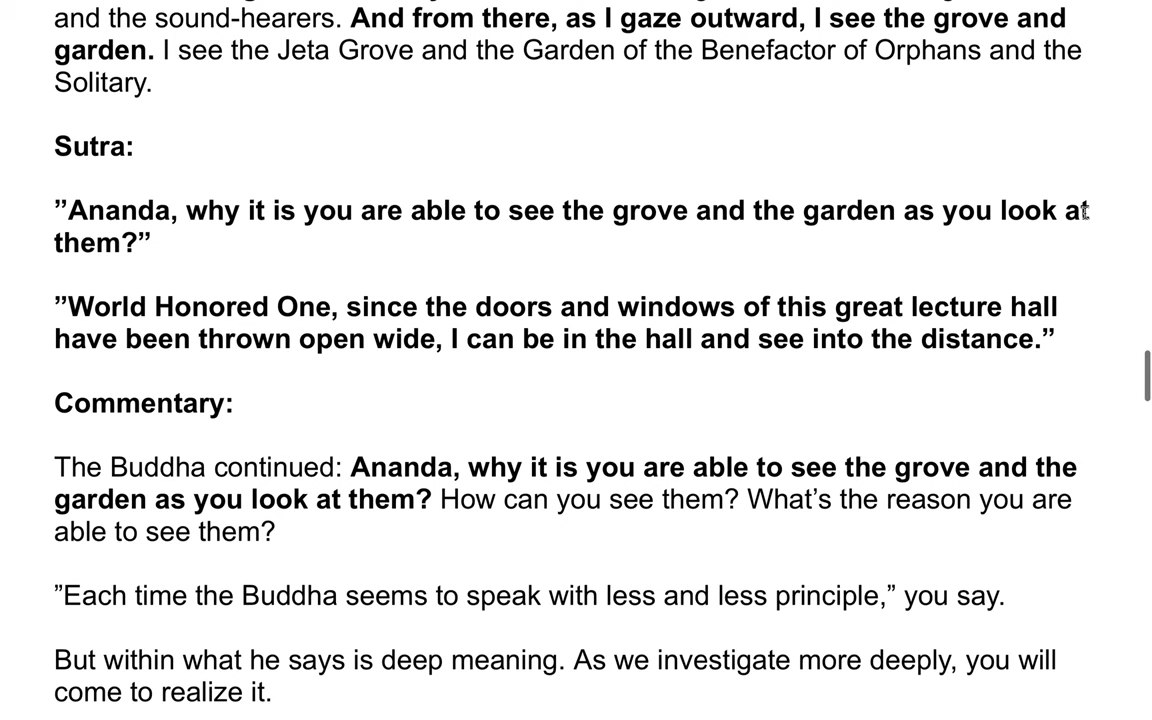 and the sound-hearers. And from there, as I gaze outward, I see the grove and
garden. I see the Jeta Grove and the Garden of the Benefactor of Orphans and the
Solitary.
Sutra:
”Ananda, why it is you are able to see the grove and the garden as you look at
them?”
”World Honored One, since the doors and windows of this great lecture hall
have been thrown open wide, I can be in the hall and see into the distance.”
Commentary:
The Buddha continued: Ananda, why it is you are able to see the grove and the
garden as you look at them? How can you see them? What’s the reason you are
able to see them?
”Each time the Buddha seems to speak with less and less principle,” you say.
But within what he says is deep meaning. As we investigate more deeply, you will
come to realize it.